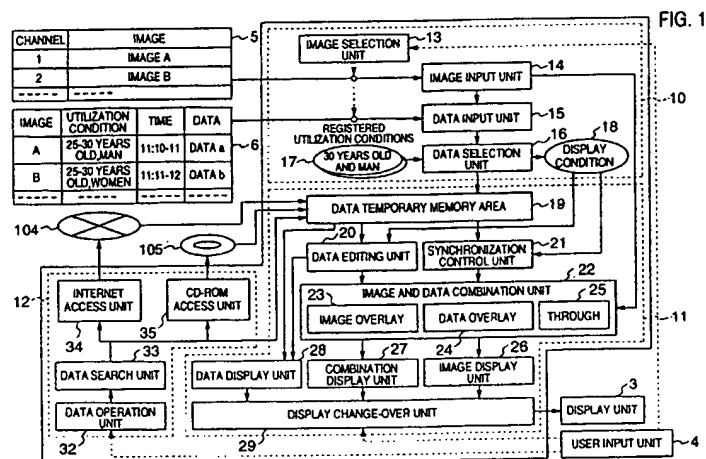 FIG. 1
CHANNEL IMAGE 5
1 IMAGE A
2 IMAGE B
IMAGE UTILIZATION CONDITION TIME DATA
A 25-30 YEARS OLD,MAN 11:10-11 DATA a 6
B 25-30 YEARS OLD,WOMEN 11:11-12 DATA b
IMAGE SELECTION UNIT 13
IMAGE INPUT UNIT 14
DATA INPUT UNIT 15
10
REGISTERED UTILIZATION CONDITIONS
17 30 YEARS OLD AND MAN
DATA SELECTION UNIT 16
DISPLAY CONDITION 18
104
105
DATA TEMPORARY MEMORY AREA 19
20
DATA EDITING UNIT
SYNCHRONIZATION CONTROL UNIT 21
22
IMAGE AND DATA COMBINATION UNIT
23 IMAGE OVERLAY
DATA OVERLAY 24
THROUGH 25
11
12
INTERNET ACCESS UNIT 34
CD-ROM ACCESS UNIT 35
DATA SEARCH UNIT 33
DATA OPERATION UNIT 32
DATA DISPLAY UNIT 28
COMBINATION DISPLAY UNIT 27
IMAGE DISPLAY UNIT 26
DISPLAY CHANGE-OVER UNIT 29
DISPLAY UNIT 3
USER INPUT UNIT 4